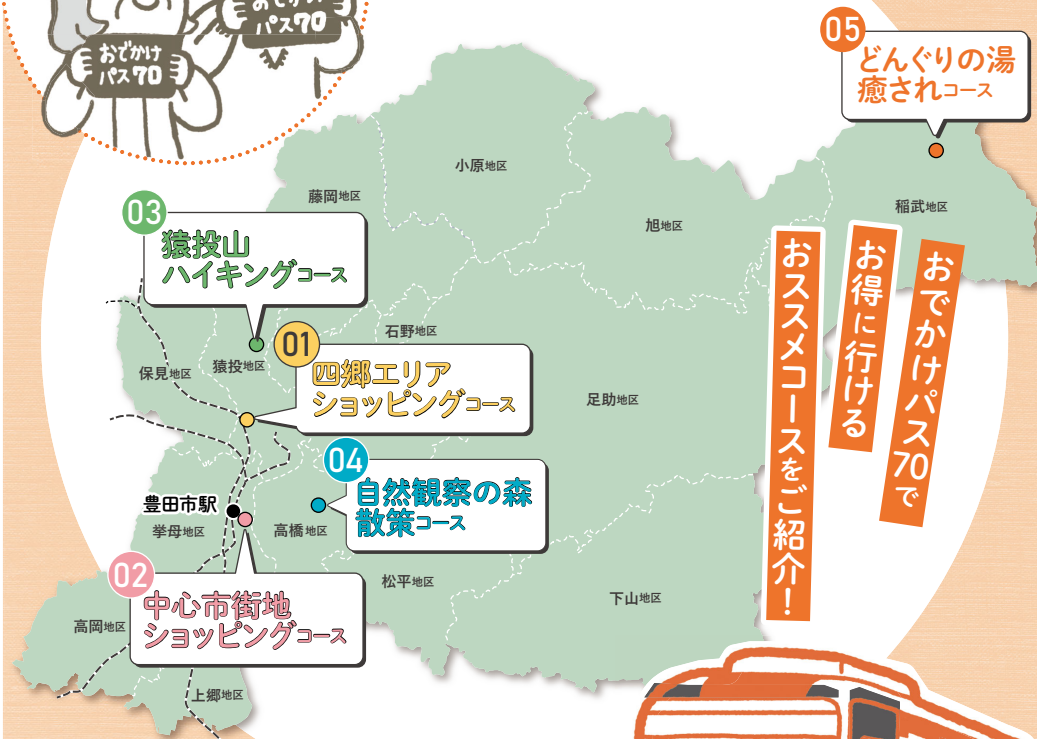 おでかけ
パス70
おでかけ
パス70
05
どんぐりの湯
癒されコース
小原地区
藤岡地区
旭地区
稲武地区
03
猿投山
ハイキングコース
おでかけパス70で
お得に行ける
おススメコースをご紹介！
石野地区
猿投地区
保見地区
01
四郷エリア
ショッピングコース
足助地区
04
自然観察の森
散策コース
豊田市駅
挙母地区
高橋地区
02
中心市街地
ショッピングコース
松平地区
下山地区
高岡地区
上郷地区